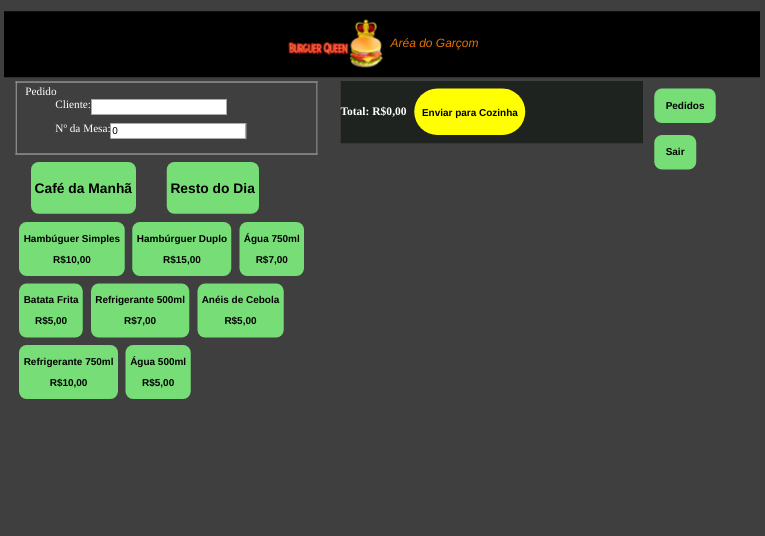 BURGUER QUEEN
Aréa do Garçom
Pedido
Cliente:
Nº da Mesa:0
Total: R$0,00
Enviar para Cozinha
Pedidos
Sair
Café da Manhã
Resto do Dia
Hambúguer Simples
R$10,00
Hambúrguer Duplo
R$15,00
Água 750ml
R$7,00
Batata Frita
R$5,00
Refrigerante 500ml
R$7,00
Anéis de Cebola
R$5,00
Refrigerante 750ml
R$10,00
Água 500ml
R$5,00